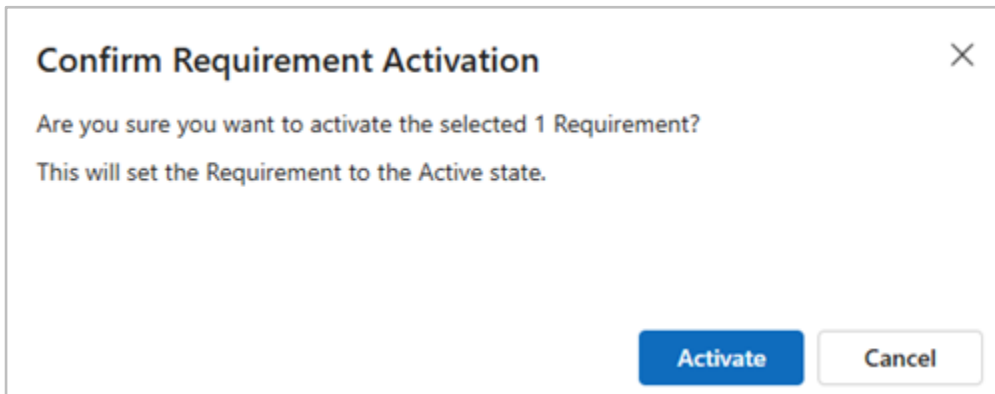 Confirm Requirement Activation
Are you sure you want to activate the selected 1 Requirement?
This will set the Requirement to the Active state.
Activate
Cancel